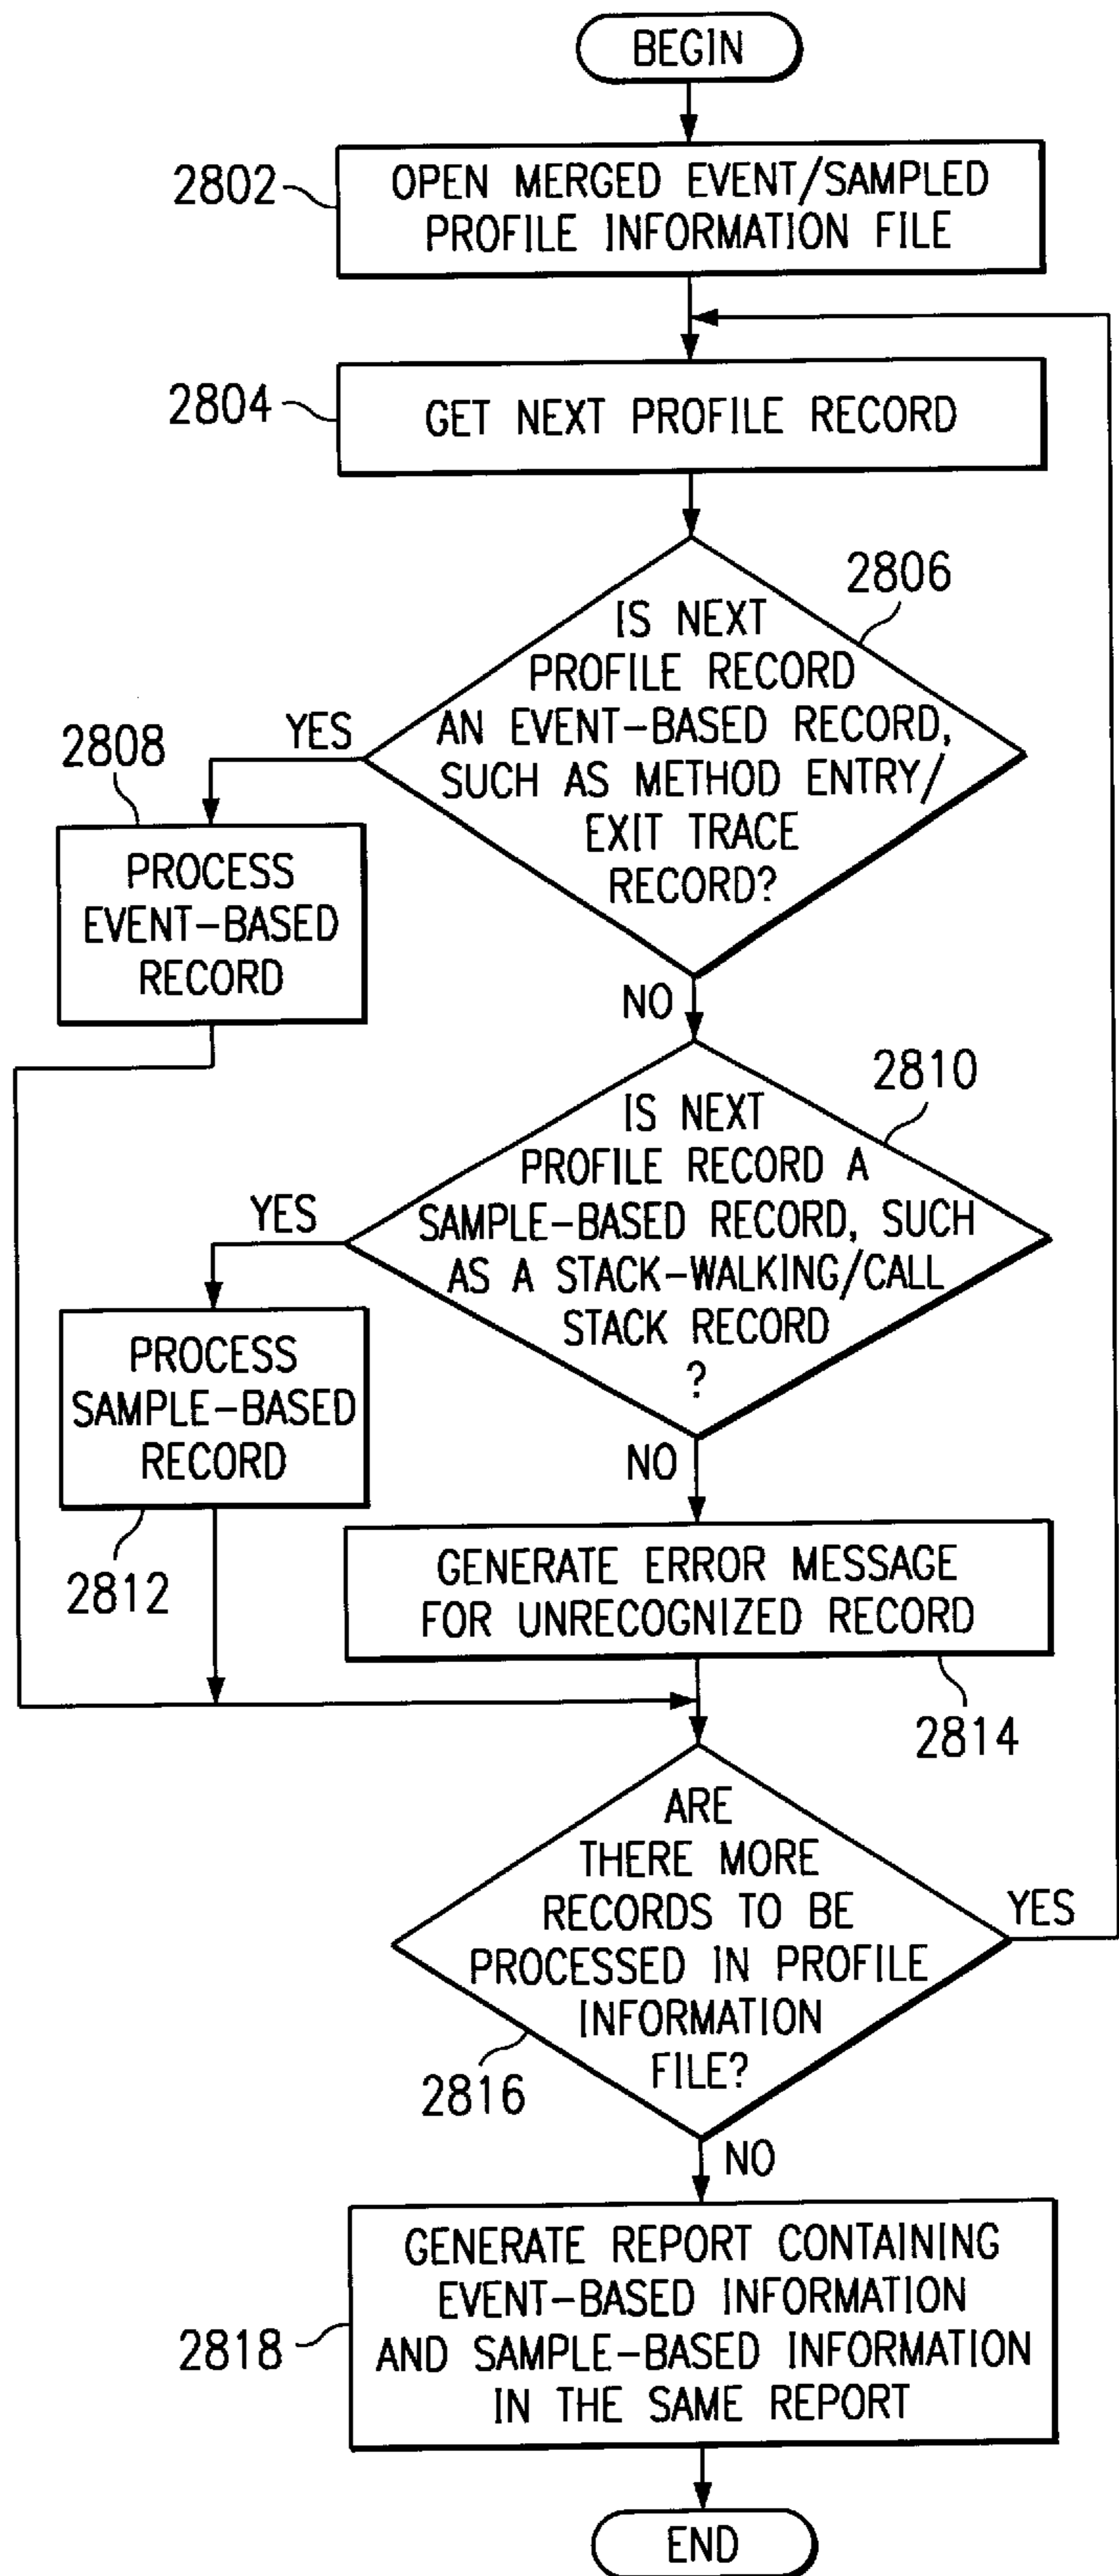 BEGIN
2802
OPEN MERGED EVENT/SAMPLED
PROFILE INFORMATION FILE
2804
GET NEXT PROFILE RECORD
2806
IS NEXT
PROFILE RECORD
AN EVENT-BASED RECORD,
SUCH AS METHOD ENTRY/
EXIT TRACE
RECORD?
YES
2808
PROCESS
EVENT-BASED
RECORD
NO
2810
IS NEXT
PROFILE RECORD A
SAMPLE-BASED RECORD, SUCH
AS A STACK-WALKING/CALL
STACK RECORD
?
YES
PROCESS
SAMPLE-BASED
RECORD
2812
NO
GENERATE ERROR MESSAGE
FOR UNRECOGNIZED RECORD
2814
ARE
THERE MORE
RECORDS TO BE
PROCESSED IN PROFILE
INFORMATION
FILE?
YES
2816
NO
GENERATE REPORT CONTAINING
EVENT-BASED INFORMATION
AND SAMPLE-BASED INFORMATION
IN THE SAME REPORT
2818
END